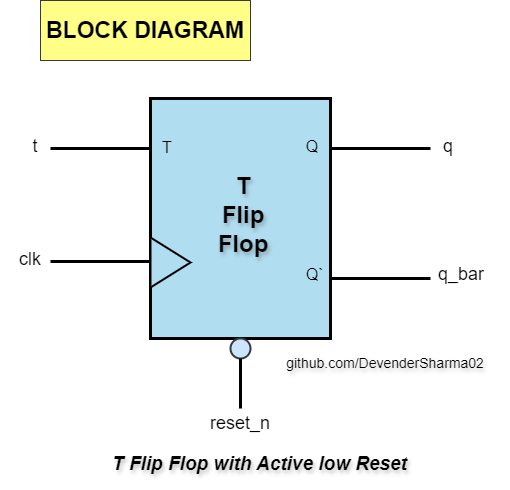 BLOCK DIAGRAM
t
T
Q
q
T
Flip
Flop
clk
Q`
q_bar
github.com/DevenderSharma02
reset_n
T Flip Flop with Active low Reset